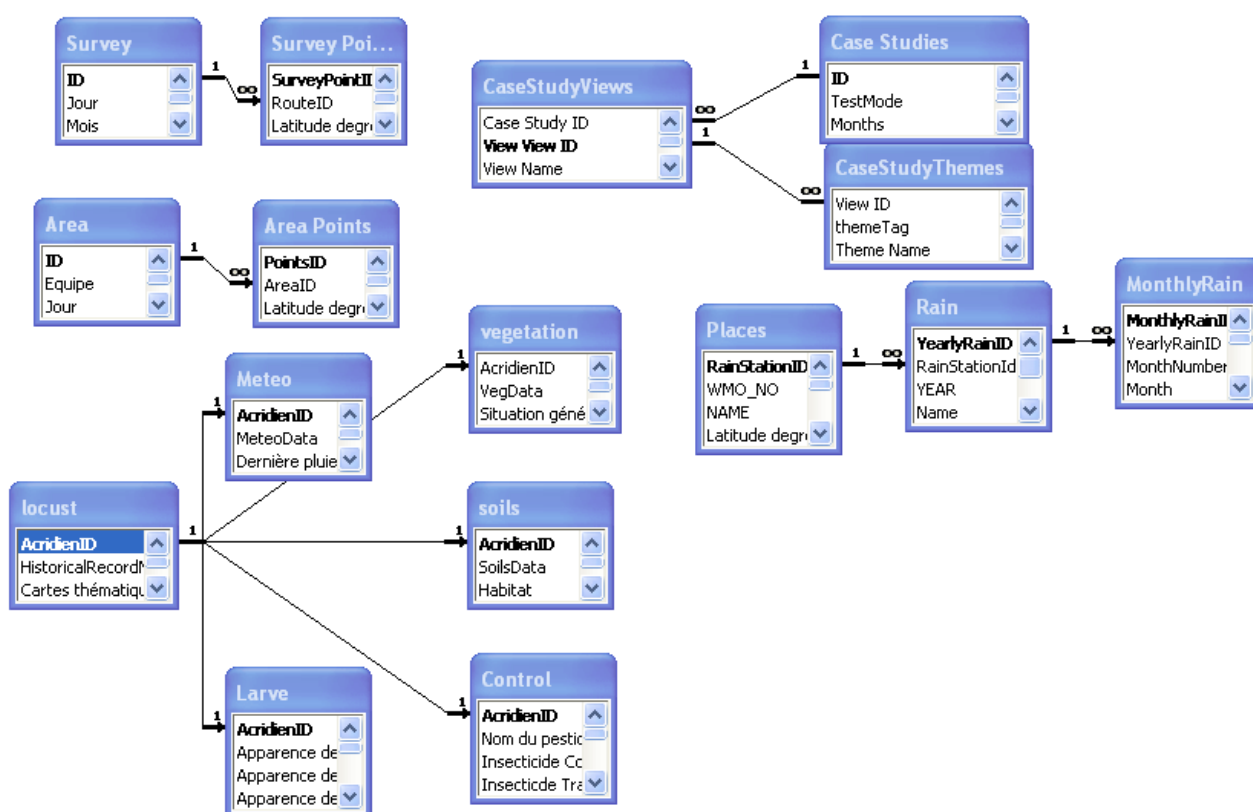 Survey
ID
Jour
Mois
1
∞
Survey Poi...
SurveyPointI
RouteID
Latitude degr
CaseStudyViews
Case Study ID
View View ID
View Name
∞
1
1
∞
Case Studies
ID
TestMode
Months
CaseStudyThemes
View ID
themeTag
Theme Name
Area
ID
Equipe
Jour
1
∞
Area Points
PointsID
AreaID
Latitude degr
Places
RainStationID
WMO_NO
NAME
Latitude degr
1
∞
Rain
YearlyRainID
RainStationId
YEAR
Name
1
∞
MonthlyRain
MonthlyRainI
YearlyRainID
MonthNumber
Month
vegetation
AcridienID
VegData
Situation géné
1
Meteo
AcridienID
MeteoData
Dernière pluie
1
locust
AcridienID
HistoricalRecordN
Cartes thématiqu
1
soils
AcridienID
SoilsData
Habitat
1
Larve
AcridienID
Apparence de
Apparence de
Apparence de
1
Control
AcridienID
Nom du pestic
Insecticide Co
Insecticde Tra
1